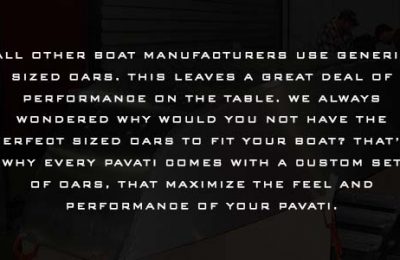 ALL OTHER BOAT MANUFACTURERS USE GENERI
SIZED OARS. THIS LEAVES A GREAT DEAL OF
PERFORMANCE ON THE TABLE. WE ALWAYS
WONDERED WHY WOULD YOU NOT HAVE THE
ERFECT SIZED OARS TO FIT YOUR BOAT? THAT'
WHY EVERY PAVATI COMES WITH A CUSTOM SET
OF OARS, THAT MAXIMIZE THE FEEL AND
PERFORMANCE OF YOUR PAVATI.